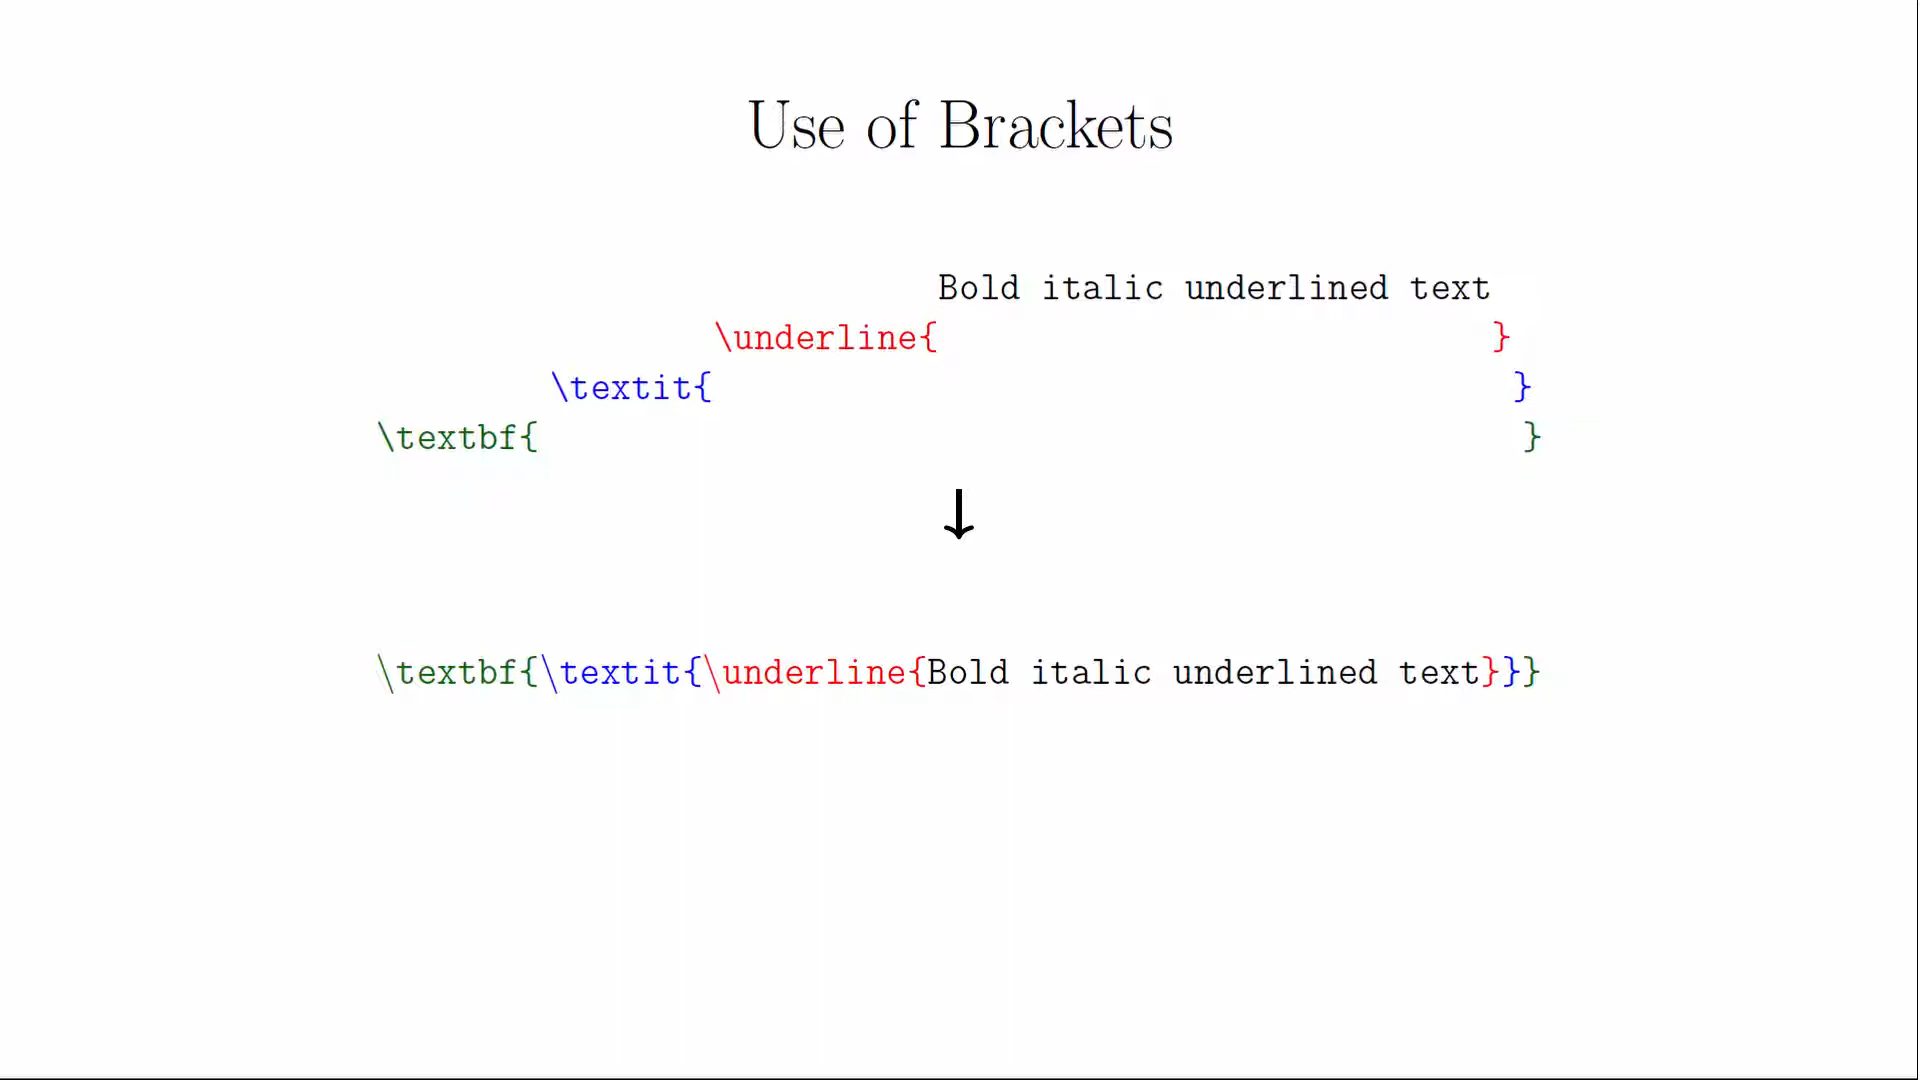 Use of Brackets
Bold italic underlined text
\underline{ }
\textit{ }
\textbf{ }
↓
\textbf{\textit{\underline{Bold italic underlined text}}}